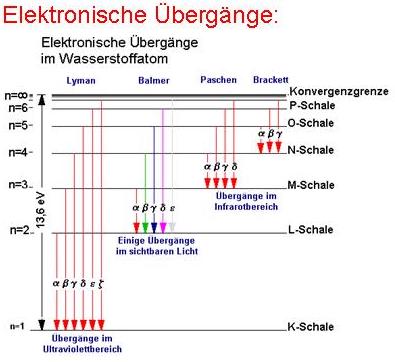 Elektronische Übergänge:
Elektronische Übergänge
im Wasserstoffatom
Lyman Balmer Paschen Brackett
n=∞ Konvergenzgrenze
n=6 P-Schale
n=5 O-Schale
α β γ
n=4 N-Schale
α β γ δ
n=3 M-Schale
13,6 eV
α β γ δ ε
Übergänge im
Infrarotbereich
n=2 L-Schale
Einige Übergänge
im sichtbaren Licht
α β γ δ ε ζ
n=1 K-Schale
Übergänge im
Ultraviolettbereich